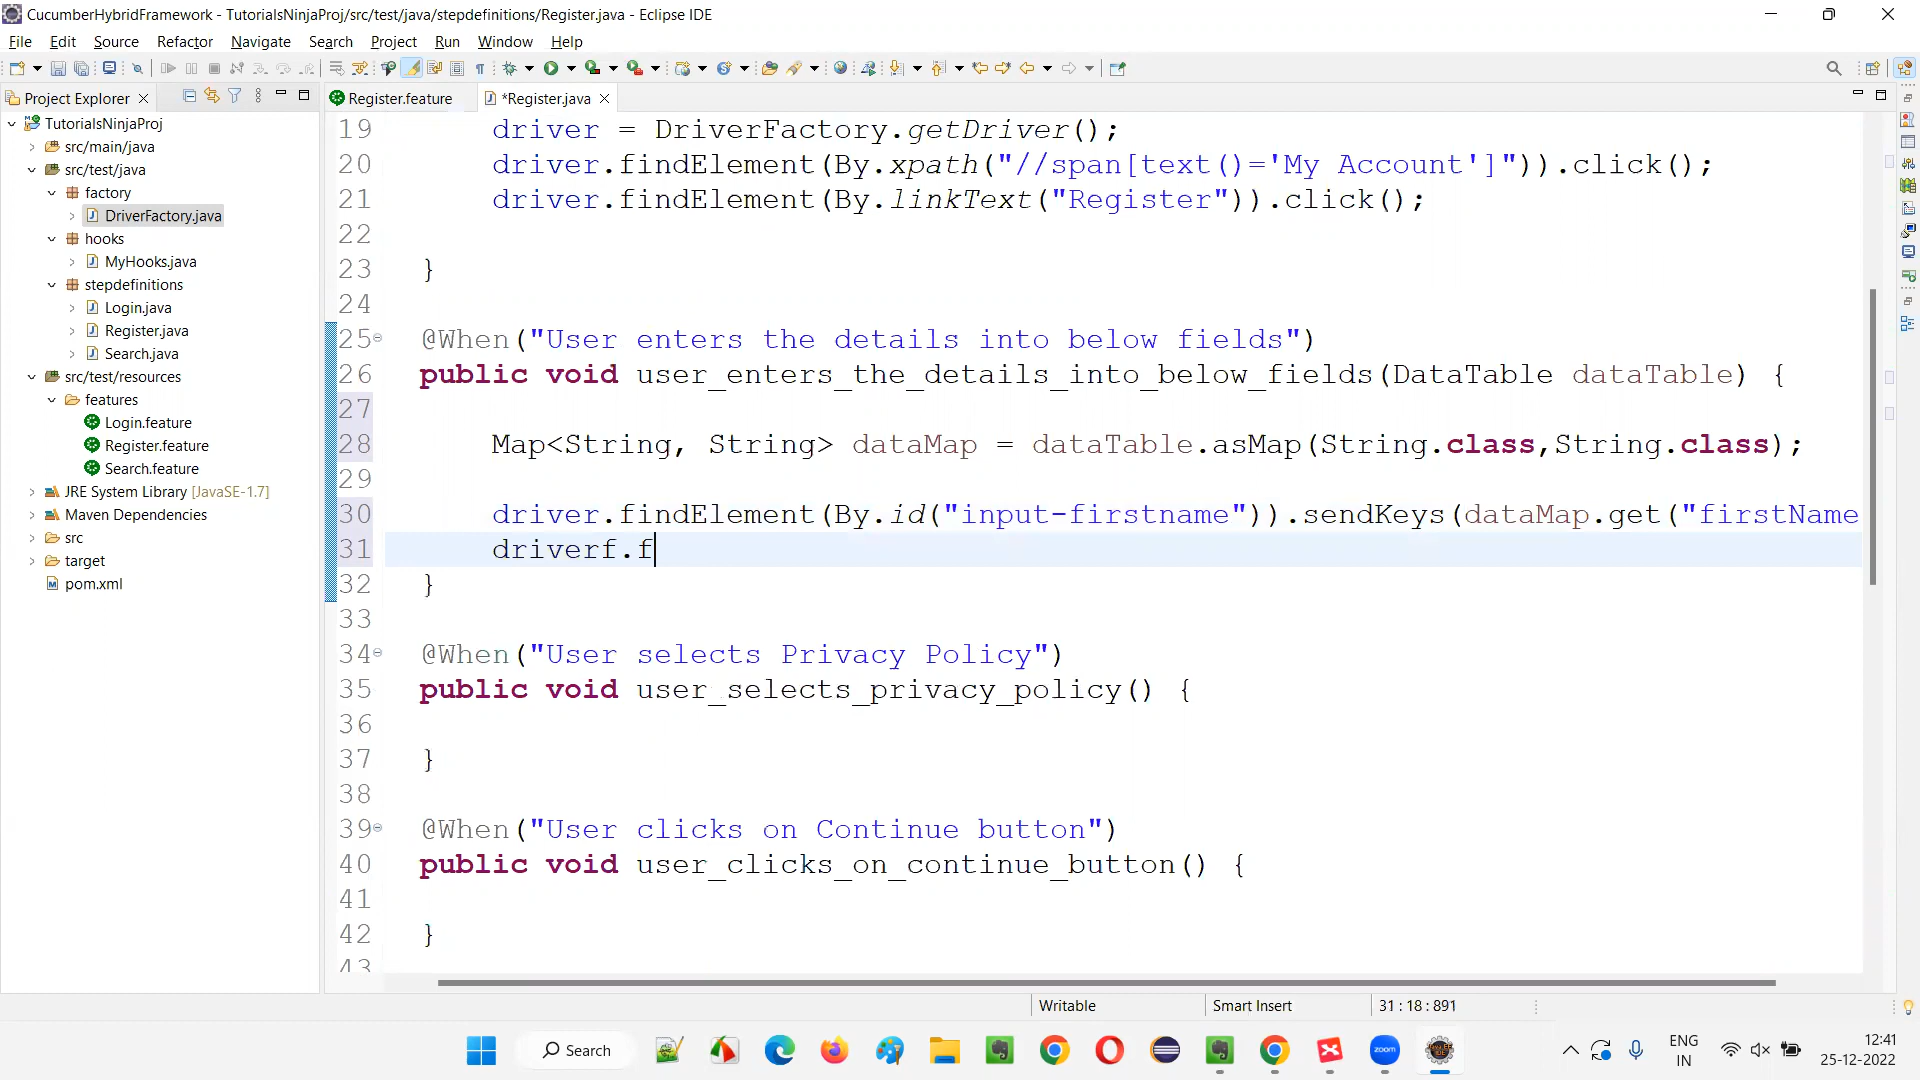 CucumberHybridFramework - TutorialsNinjaProj/src/test/java/stepdefinitions/Register.java - Eclipse IDE
File Edit Source Refactor Navigate Search Project Run Window Help
Project Explorer
Register.feature
*Register.java
TutorialsNinjaProj
src/main/java
src/test/java
factory
DriverFactory.java
hooks
MyHooks.java
stepdefinitions
Login.java
Register.java
Search.java
src/test/resources
features
Login.feature
Register.feature
Search.feature
JRE System Library [JavaSE-1.7]
Maven Dependencies
src
target
pom.xml
19 driver = DriverFactory.getDriver();
20 driver.findElement(By.xpath("//span[text()='My Account']")).click();
21 driver.findElement(By.linkText("Register")).click();
22
23 }
24
25 @When("User enters the details into below fields")
26 public void user_enters_the_details_into_below_fields(DataTable dataTable) {
27
28 Map<String, String> dataMap = dataTable.asMap(String.class,String.class);
29
30 driver.findElement(By.id("input-firstname")).sendKeys(dataMap.get("firstName
31 driverf.f
32 }
33
34 @When("User selects Privacy Policy")
35 public void user_selects_privacy_policy() {
36
37 }
38
39 @When("User clicks on Continue button")
40 public void user_clicks_on_continue_button() {
41
42 }
43
Writable
Smart Insert
31 : 18 : 891
Search
zoom
ENG
IN
12:41
25-12-2022